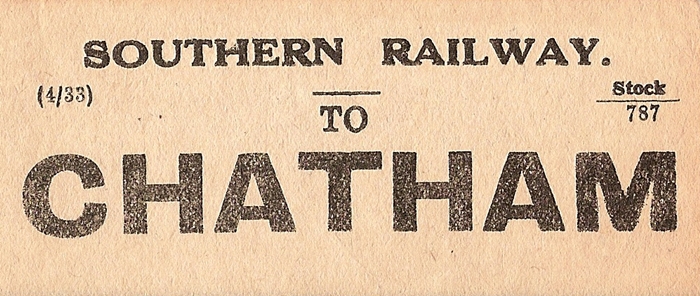 SOUTHERN RAILWAY.
(4/33)
Stock
787
TO
CHATHAM